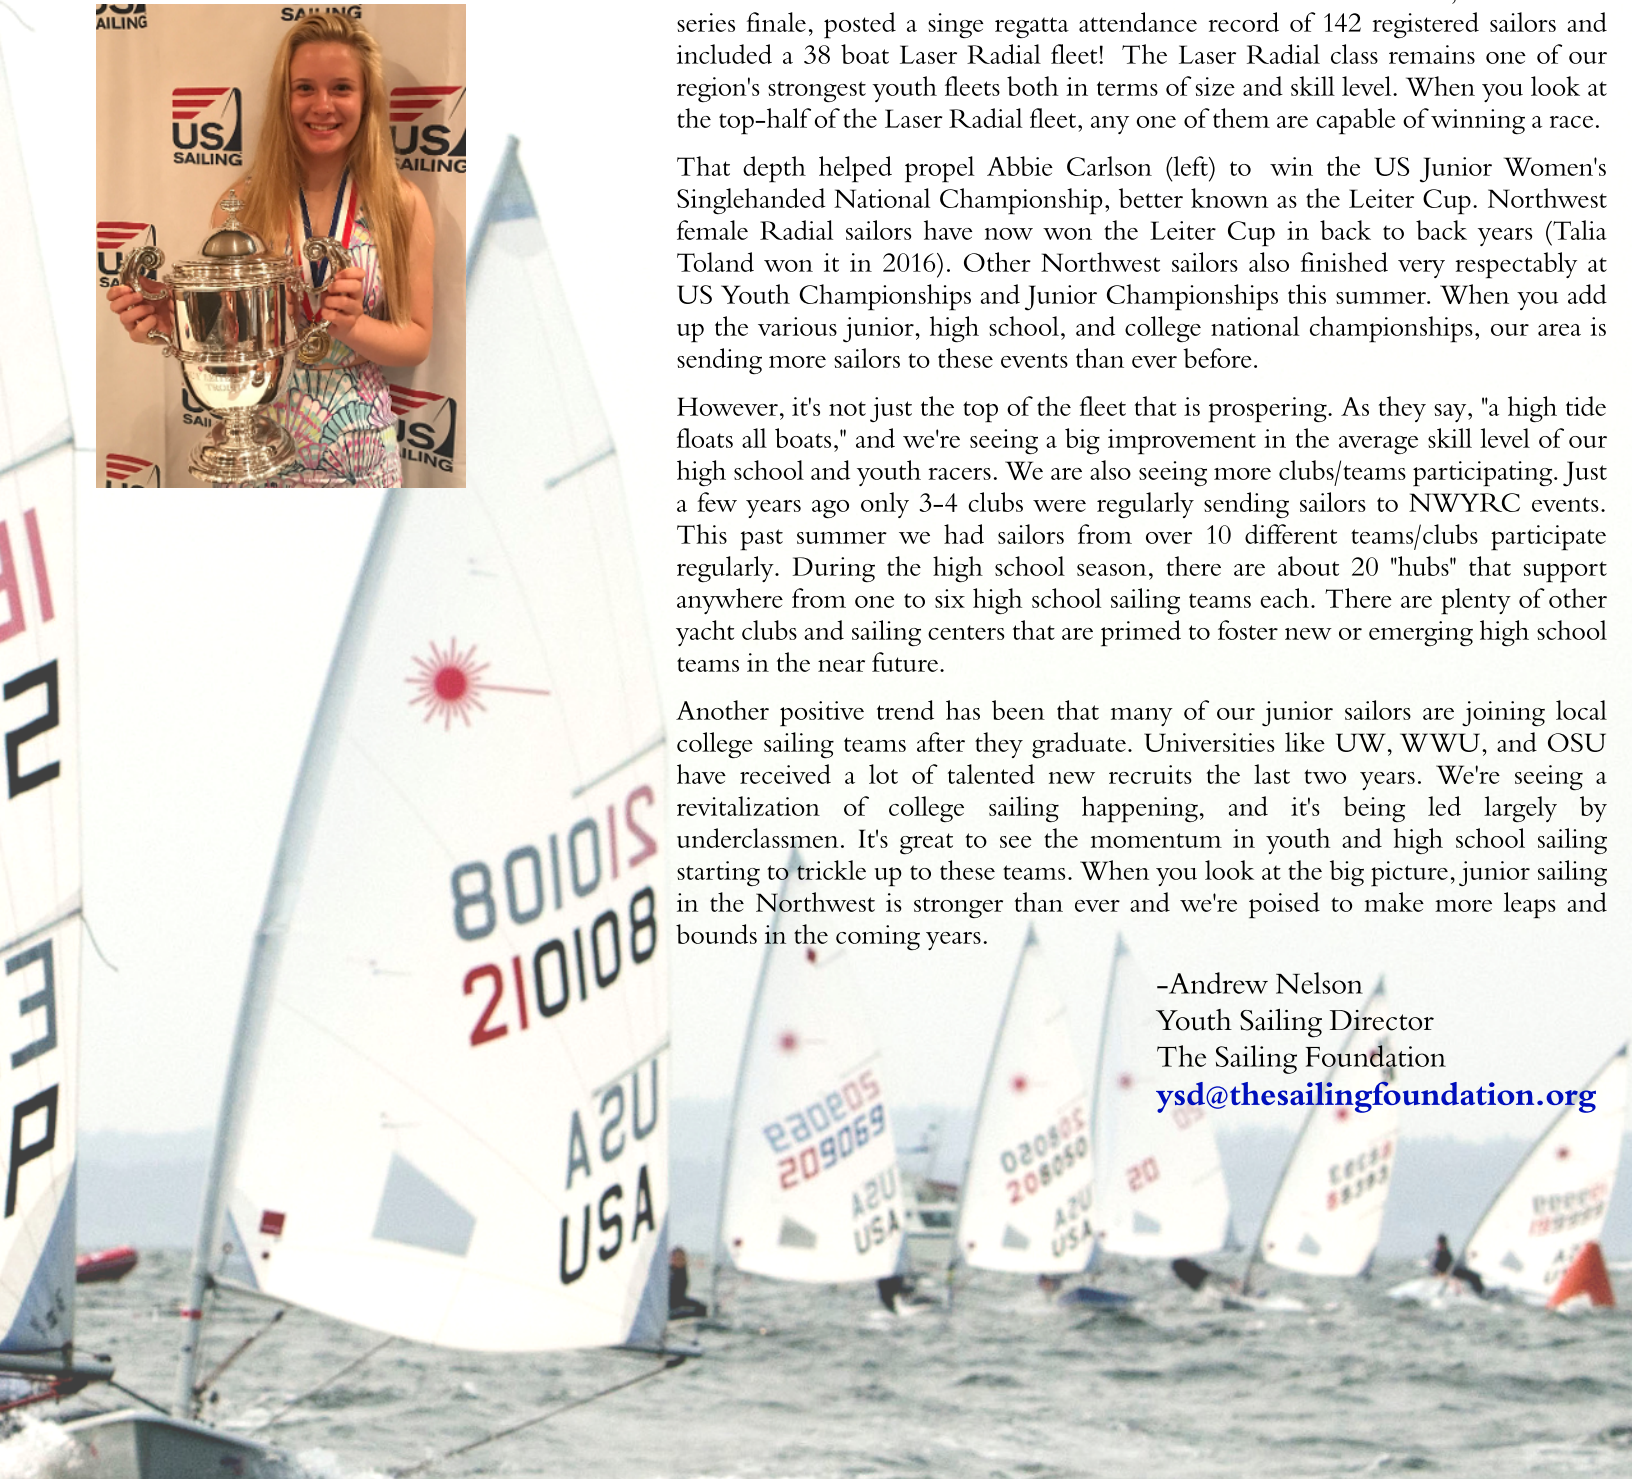 US
AILING
SAILING
US
SAILING
US
SAILING
US
SAILING
US
AILING
series finale, posted a singe regatta attendance record of 142 registered sailors and
included a 38 boat Laser Radial fleet! The Laser Radial class remains one of our
region's strongest youth fleets both in terms of size and skill level. When you look at
the top-half of the Laser Radial fleet, any one of them are capable of winning a race.
That depth helped propel Abbie Carlson (left) to win the US Junior Women's
Singlehanded National Championship, better known as the Leiter Cup. Northwest
female Radial sailors have now won the Leiter Cup in back to back years (Talia
Toland won it in 2016). Other Northwest sailors also finished very respectably at
US Youth Championships and Junior Championships this summer. When you add
up the various junior, high school, and college national championships, our area is
sending more sailors to these events than ever before.
However, it's not just the top of the fleet that is prospering. As they say, "a high tide
floats all boats," and we're seeing a big improvement in the average skill level of our
high school and youth racers. We are also seeing more clubs/teams participating. Just
a few years ago only 3-4 clubs were regularly sending sailors to NWYRC events.
This past summer we had sailors from over 10 different teams/clubs participate
regularly. During the high school season, there are about 20 "hubs" that support
anywhere from one to six high school sailing teams each. There are plenty of other
yacht clubs and sailing centers that are primed to foster new or emerging high school
teams in the near future.
Another positive trend has been that many of our junior sailors are joining local
college sailing teams after they graduate. Universities like UW, WWU, and OSU
have received a lot of talented new recruits the last two years. We're seeing a
revitalization of college sailing happening, and it's being led largely by
underclassmen. It's great to see the momentum in youth and high school sailing
starting to trickle up to these teams. When you look at the big picture, junior sailing
in the Northwest is stronger than ever and we're poised to make more leaps and
bounds in the coming years.
-Andrew Nelson
Youth Sailing Director
The Sailing Foundation
ysd@thesailingfoundation.org
210108
USA
209069
USA
208050
USA
20
P